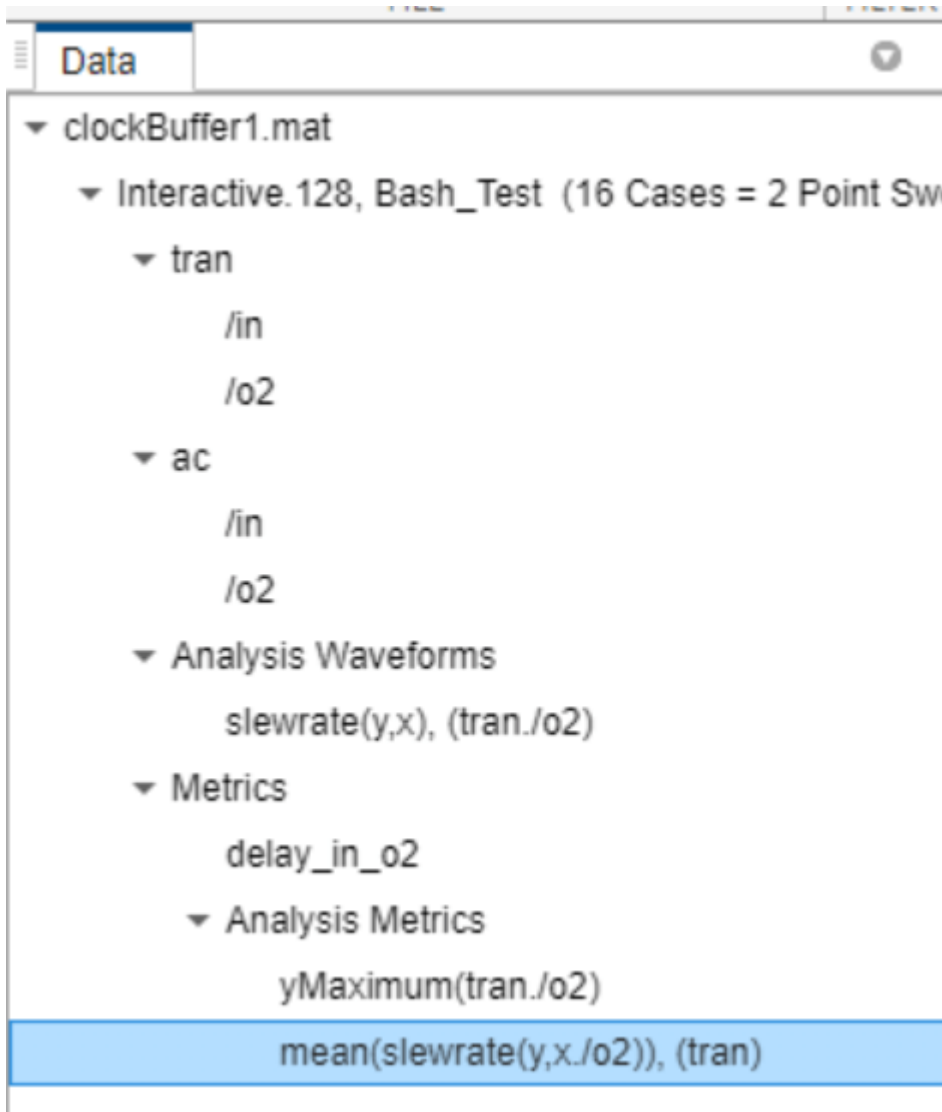 Data
clockBuffer1.mat
Interactive.128, Bash_Test (16 Cases = 2 Point
tran
/in
/o2
ac
/in
/o2
Analysis Waveforms
slewrate(y,x), (tran./o2)
Metrics
delay_in_o2
Analysis Metrics
yMaximum(tran./o2)
mean(slewrate(y,x./o2)), (tran)